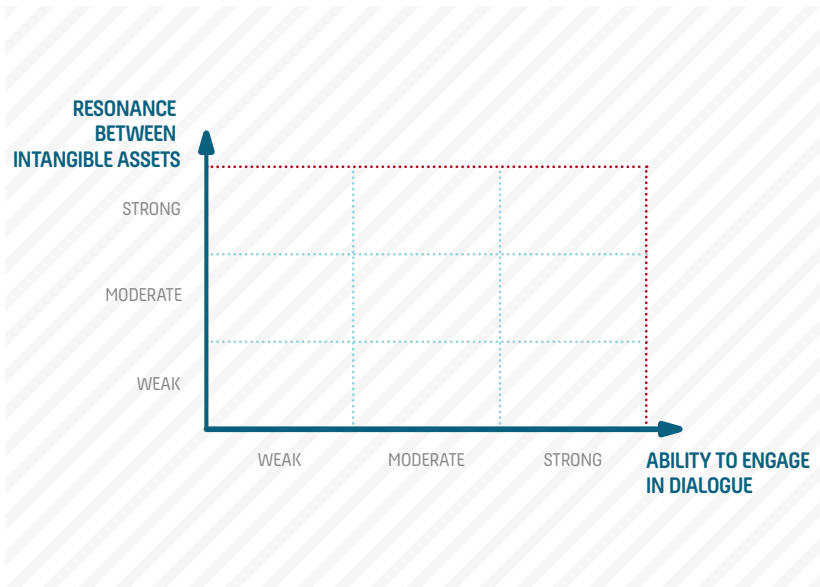 RESONANCE
BETWEEN
INTANGIBLE ASSETS
STRONG
MODERATE
WEAK
WEAK
MODERATE
STRONG
ABILITY TO ENGAGE
IN DIALOGUE